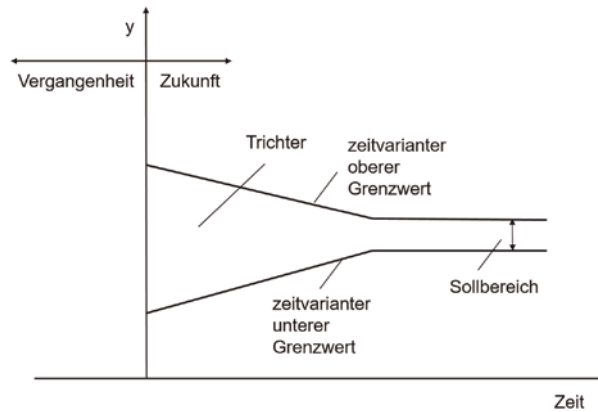 y
Vergangenheit
Zukunft
Trichter
zeitvarianter
oberer
Grenzwert
Sollbereich
zeitvarianter
unterer
Grenzwert
Zeit